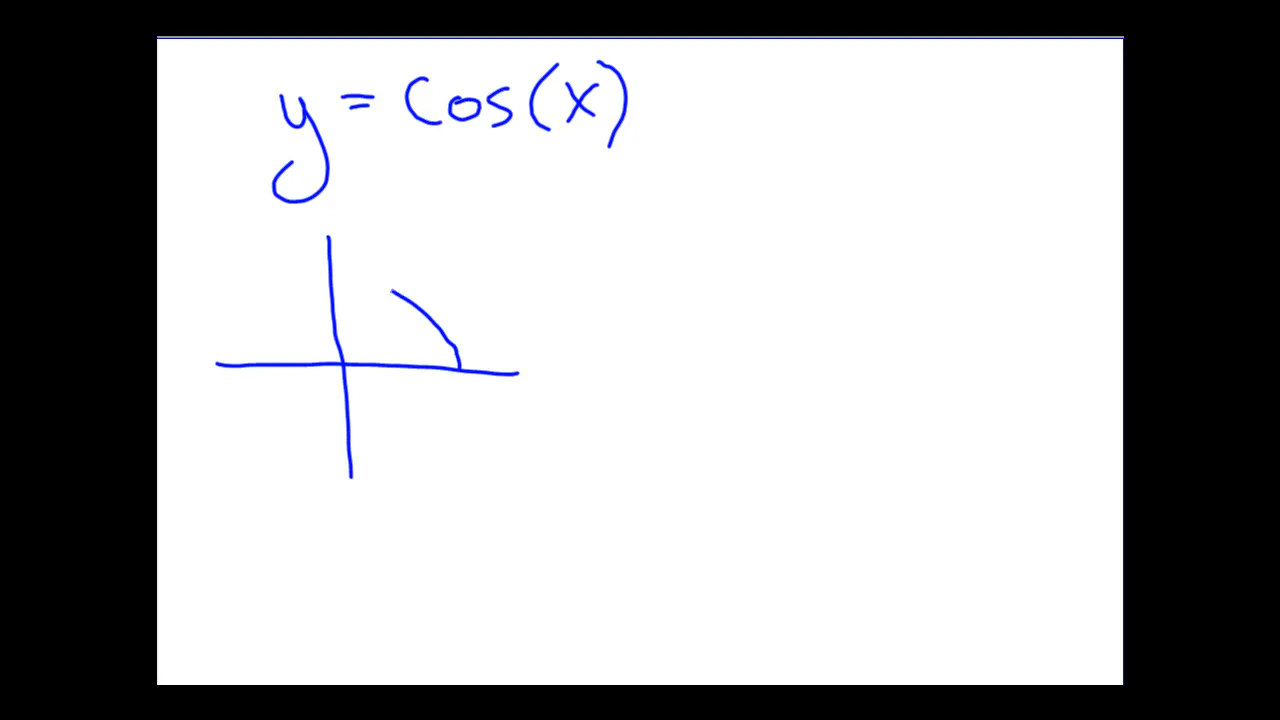 y = cos(x)